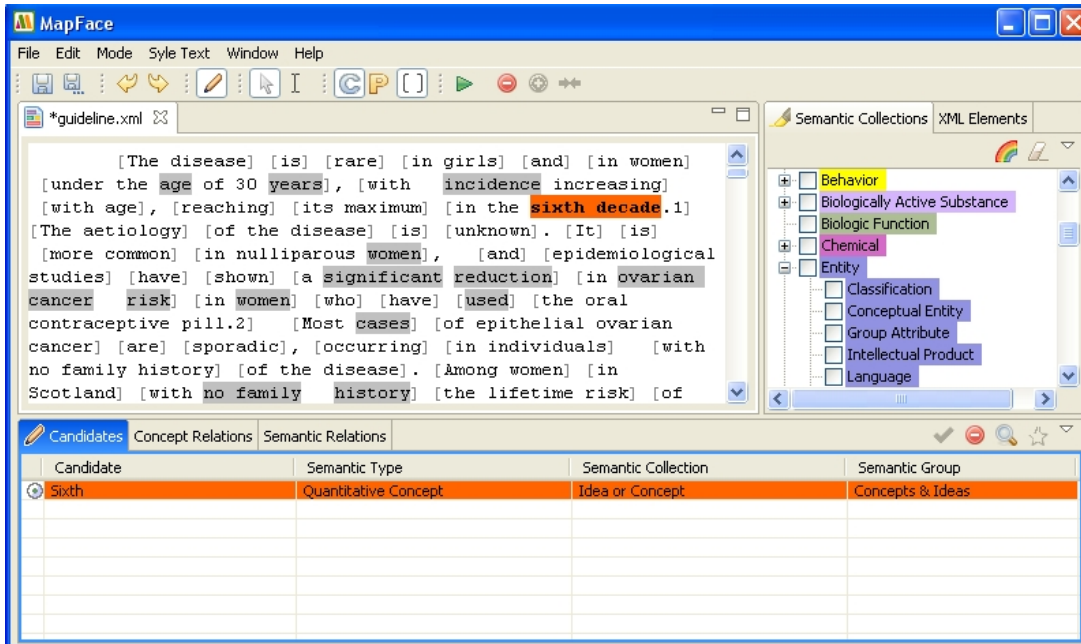 MapFace
File Edit Mode Syle Text Window Help
*guideline.xml
[The disease] [is] [rare] [in girls] [and] [in women]
[under the age of 30 years], [with incidence increasing]
[with age], [reaching] [its maximum] [in the sixth decade.1]
[The aetiology] [of the disease] [is] [unknown]. [It] [is]
[more common] [in nulliparous women], [and] [epidemiological
studies] [have] [shown] [a significant reduction] [in ovarian
cancer risk] [in women] [who] [have] [used] [the oral
contraceptive pill.2] [Most cases] [of epithelial ovarian
cancer] [are] [sporadic], [occurring] [in individuals] [with
no family history] [of the disease]. [Among women] [in
Scotland] [with no family history] [the lifetime risk] [of
Semantic Collections XML Elements
Behavior
Biologically Active Substance
Biologic Function
Chemical
Entity
Classification
Conceptual Entity
Group Attribute
Intellectual Product
Language
Candidates Concept Relations Semantic Relations
Candidate Semantic Type Semantic Collection Semantic Group
Sixth Quantitative Concept Idea or Concept Concepts & Ideas